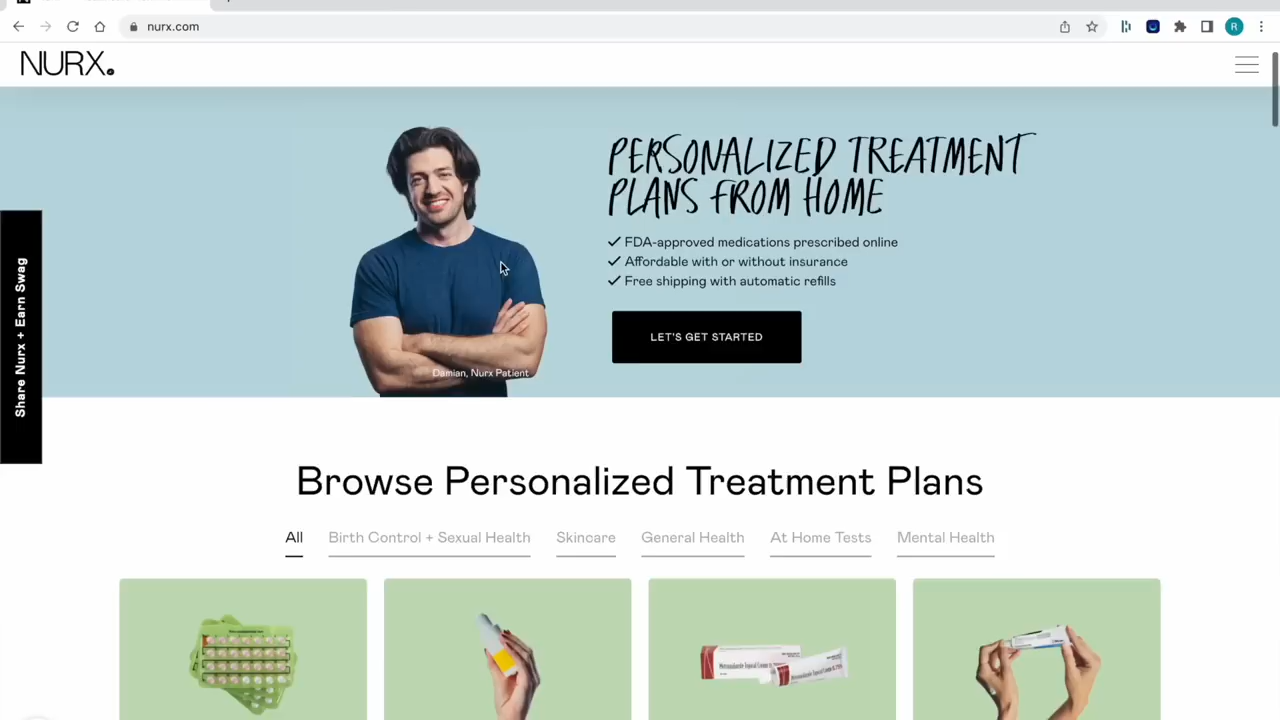 nurx.com
R
NURX
PERSONALIZED TREATMENT
PLANS FROM HOME
FDA-approved medications prescribed online
Affordable with or without insurance
Free shipping with automatic refills
LET'S GET STARTED
Damian, Nurx Patient
Share Nurx + Earn Swag
Browse Personalized Treatment Plans
All Birth Control + Sexual Health Skincare General Health At Home Tests Mental Health